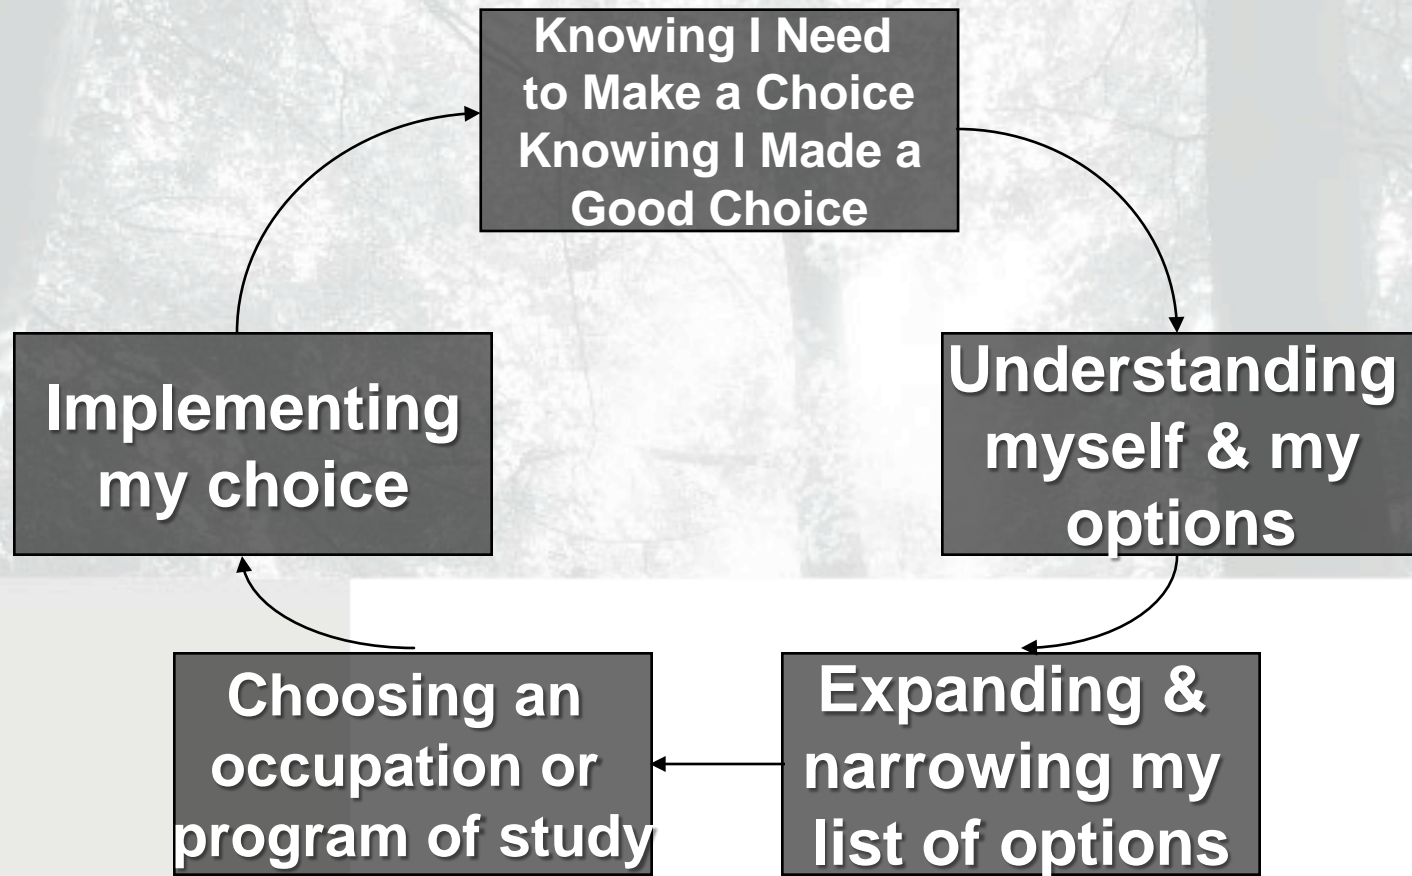 Knowing I Need
to Make a Choice
Knowing I Made a
Good Choice
Understanding
myself & my
options
Expanding &
narrowing my
list of options
Choosing an
occupation or
program of study
Implementing
my choice